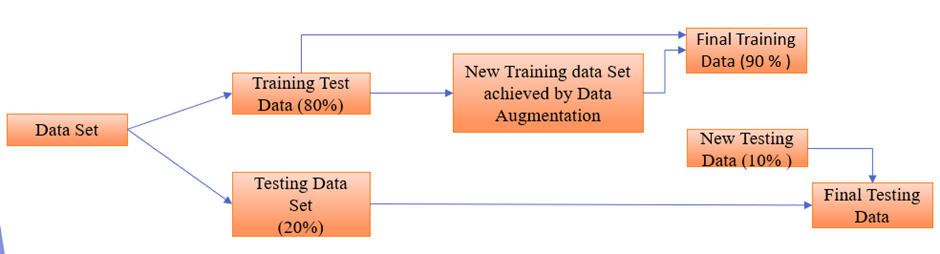 Data Set
Training Test
Data (80%)
Testing Data
Set
(20%)
New Training data Set
achieved by Data
Augmentation
Final Training
Data (90 % )
New Testing
Data (10% )
Final Testing
Data